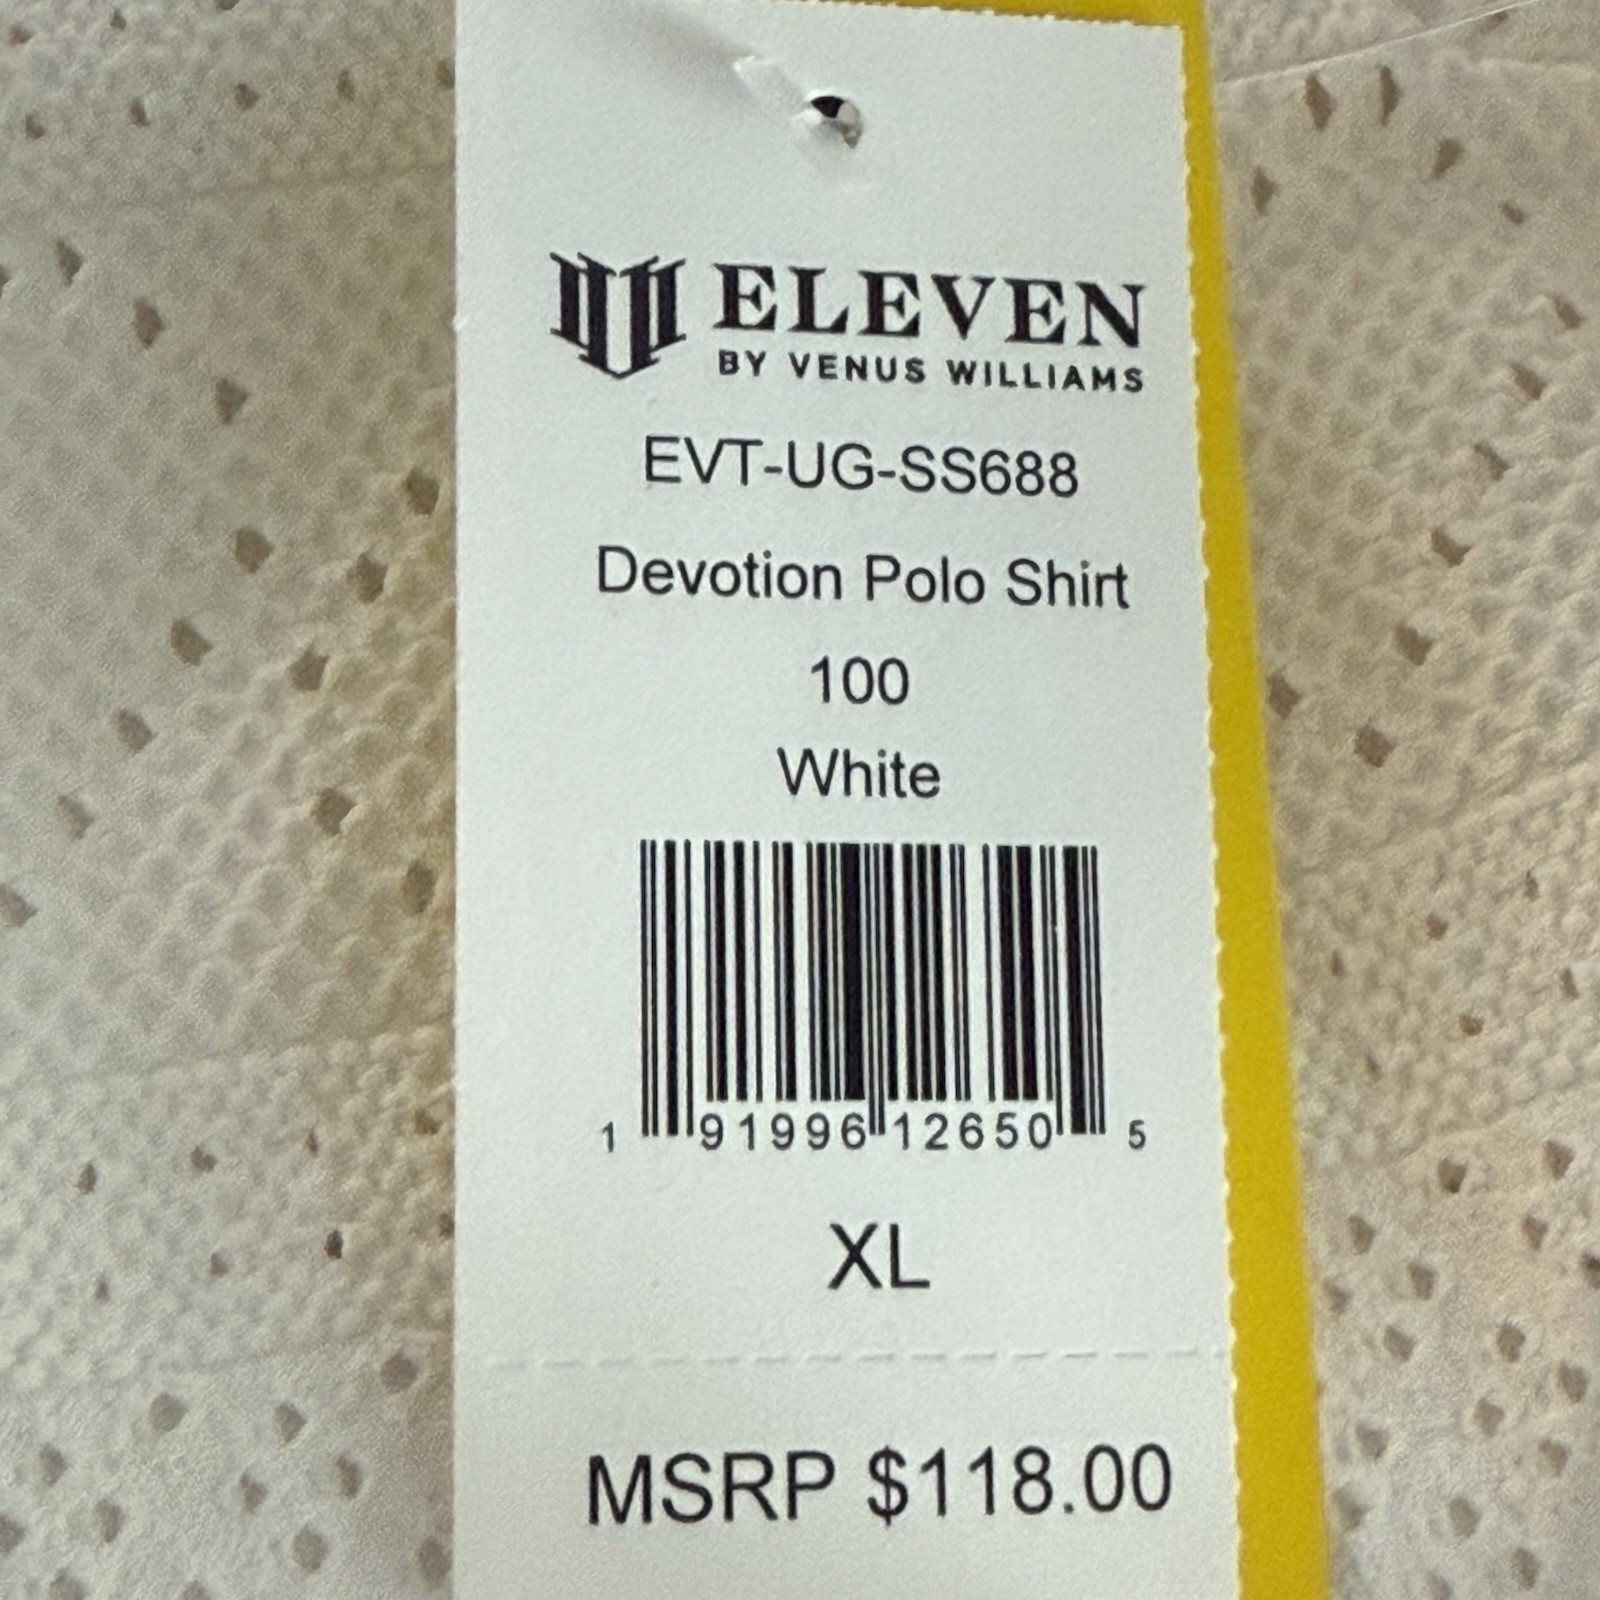 ELEVEN
BY VENUS WILLIAMS
EVT-UG-SS688
Devotion Polo Shirt
100
White
1 91996 12650 5
XL
MSRP $118.00